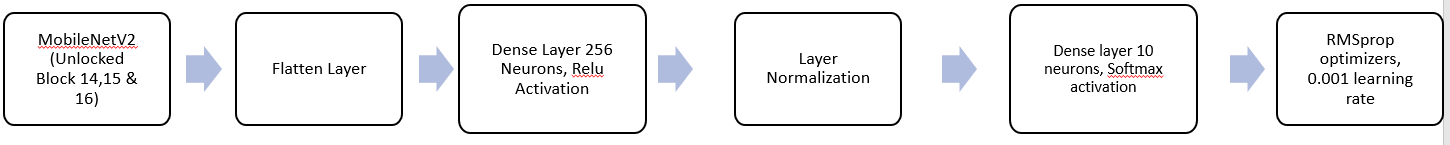 MobileNetV2
(Unlocked
Block 14,15 &
16)
Flatten Layer
Dense Layer 256
Neurons, Relu
Activation
Layer
Normalization
Dense layer 10
neurons, Softmax
activation
RMSprop
optimizers,
0.001 learning
rate